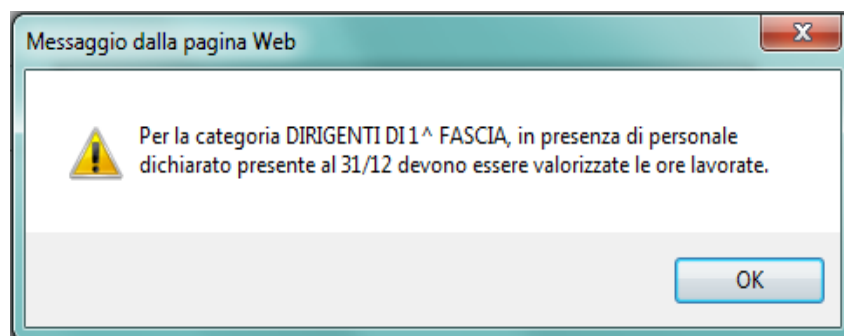 Messaggio dalla pagina Web
Per la categoria DIRIGENTI DI 1^ FASCIA, in presenza di personale
dichiarato presente al 31/12 devono essere valorizzate le ore lavorate.
OK